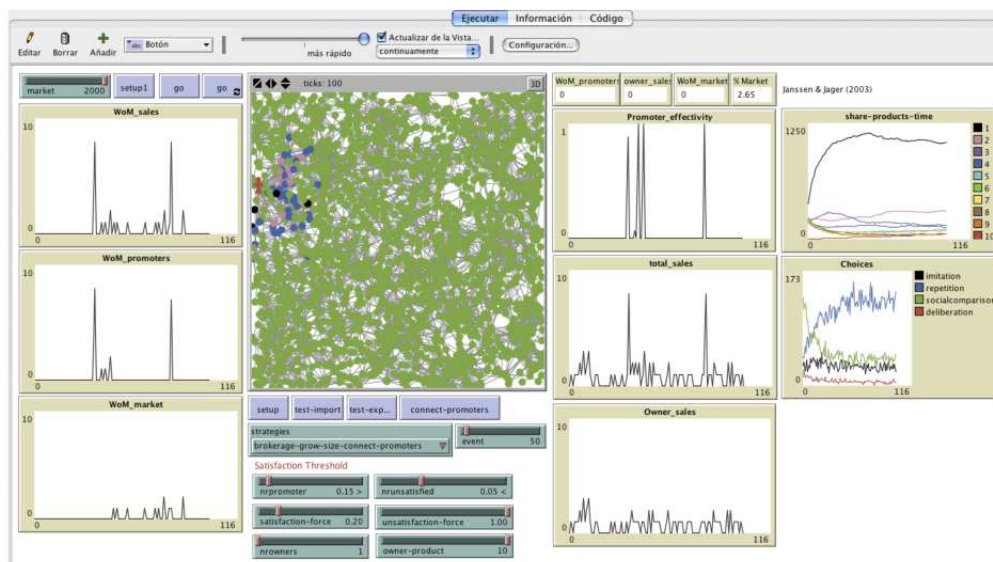 Ejecutar Información Código
Editar Borrar Añadir
Botón
más rápido
Actualizar de la Vista...
continuamente
Configuración...
market 2000
setup1
go
go
WoM_sales
10
0
0 116
WoM_promoters
10
0
0 116
WoM_market
10
0
0 116
ticks: 100
3D
setup
test-import
test-exp...
connect-promoters
strategies
brokerage-grow-size-connect-promoters
event 50
Satisfaction Threshold
nrpromoter 0.15 >
nrunsatisfied 0.05 <
satisfaction-force 0.20
unsatisfaction-force 1.00
nrowners 1
owner-product 10
WoM_promoters
0
owner_sales
0
WoM_market
0
% Market
2.65
Promoter_effectivity
1
0
0 116
total_sales
10
0
0 116
Owner_sales
10
0
0 116
Janssen & Jager (2003)
share-products-time
1250
0
0 116
1
2
3
4
5
6
7
8
9
10
Choices
173
0
0 116
imitation
repetition
socialcomparison
deliberation